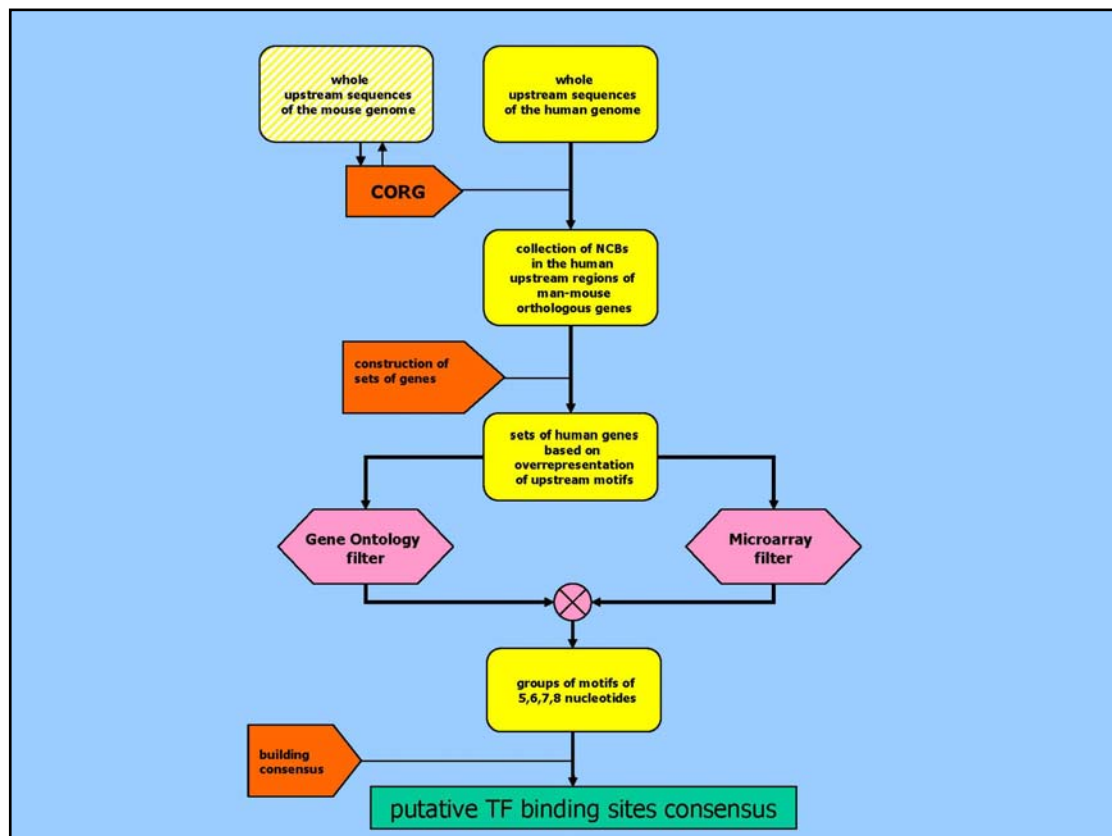 whole
upstream sequences
of the mouse genome
whole
upstream sequences
of the human genome
CORG
collection of NCBs
in the human
upstream regions of
man-mouse
orthologous genes
construction of
sets of genes
sets of human genes
based on
overrepresentation
of upstream motifs
Gene Ontology
filter
Microarray
filter
groups of motifs of
5,6,7,8 nucleotides
building
consensus
putative TF binding sites consensus